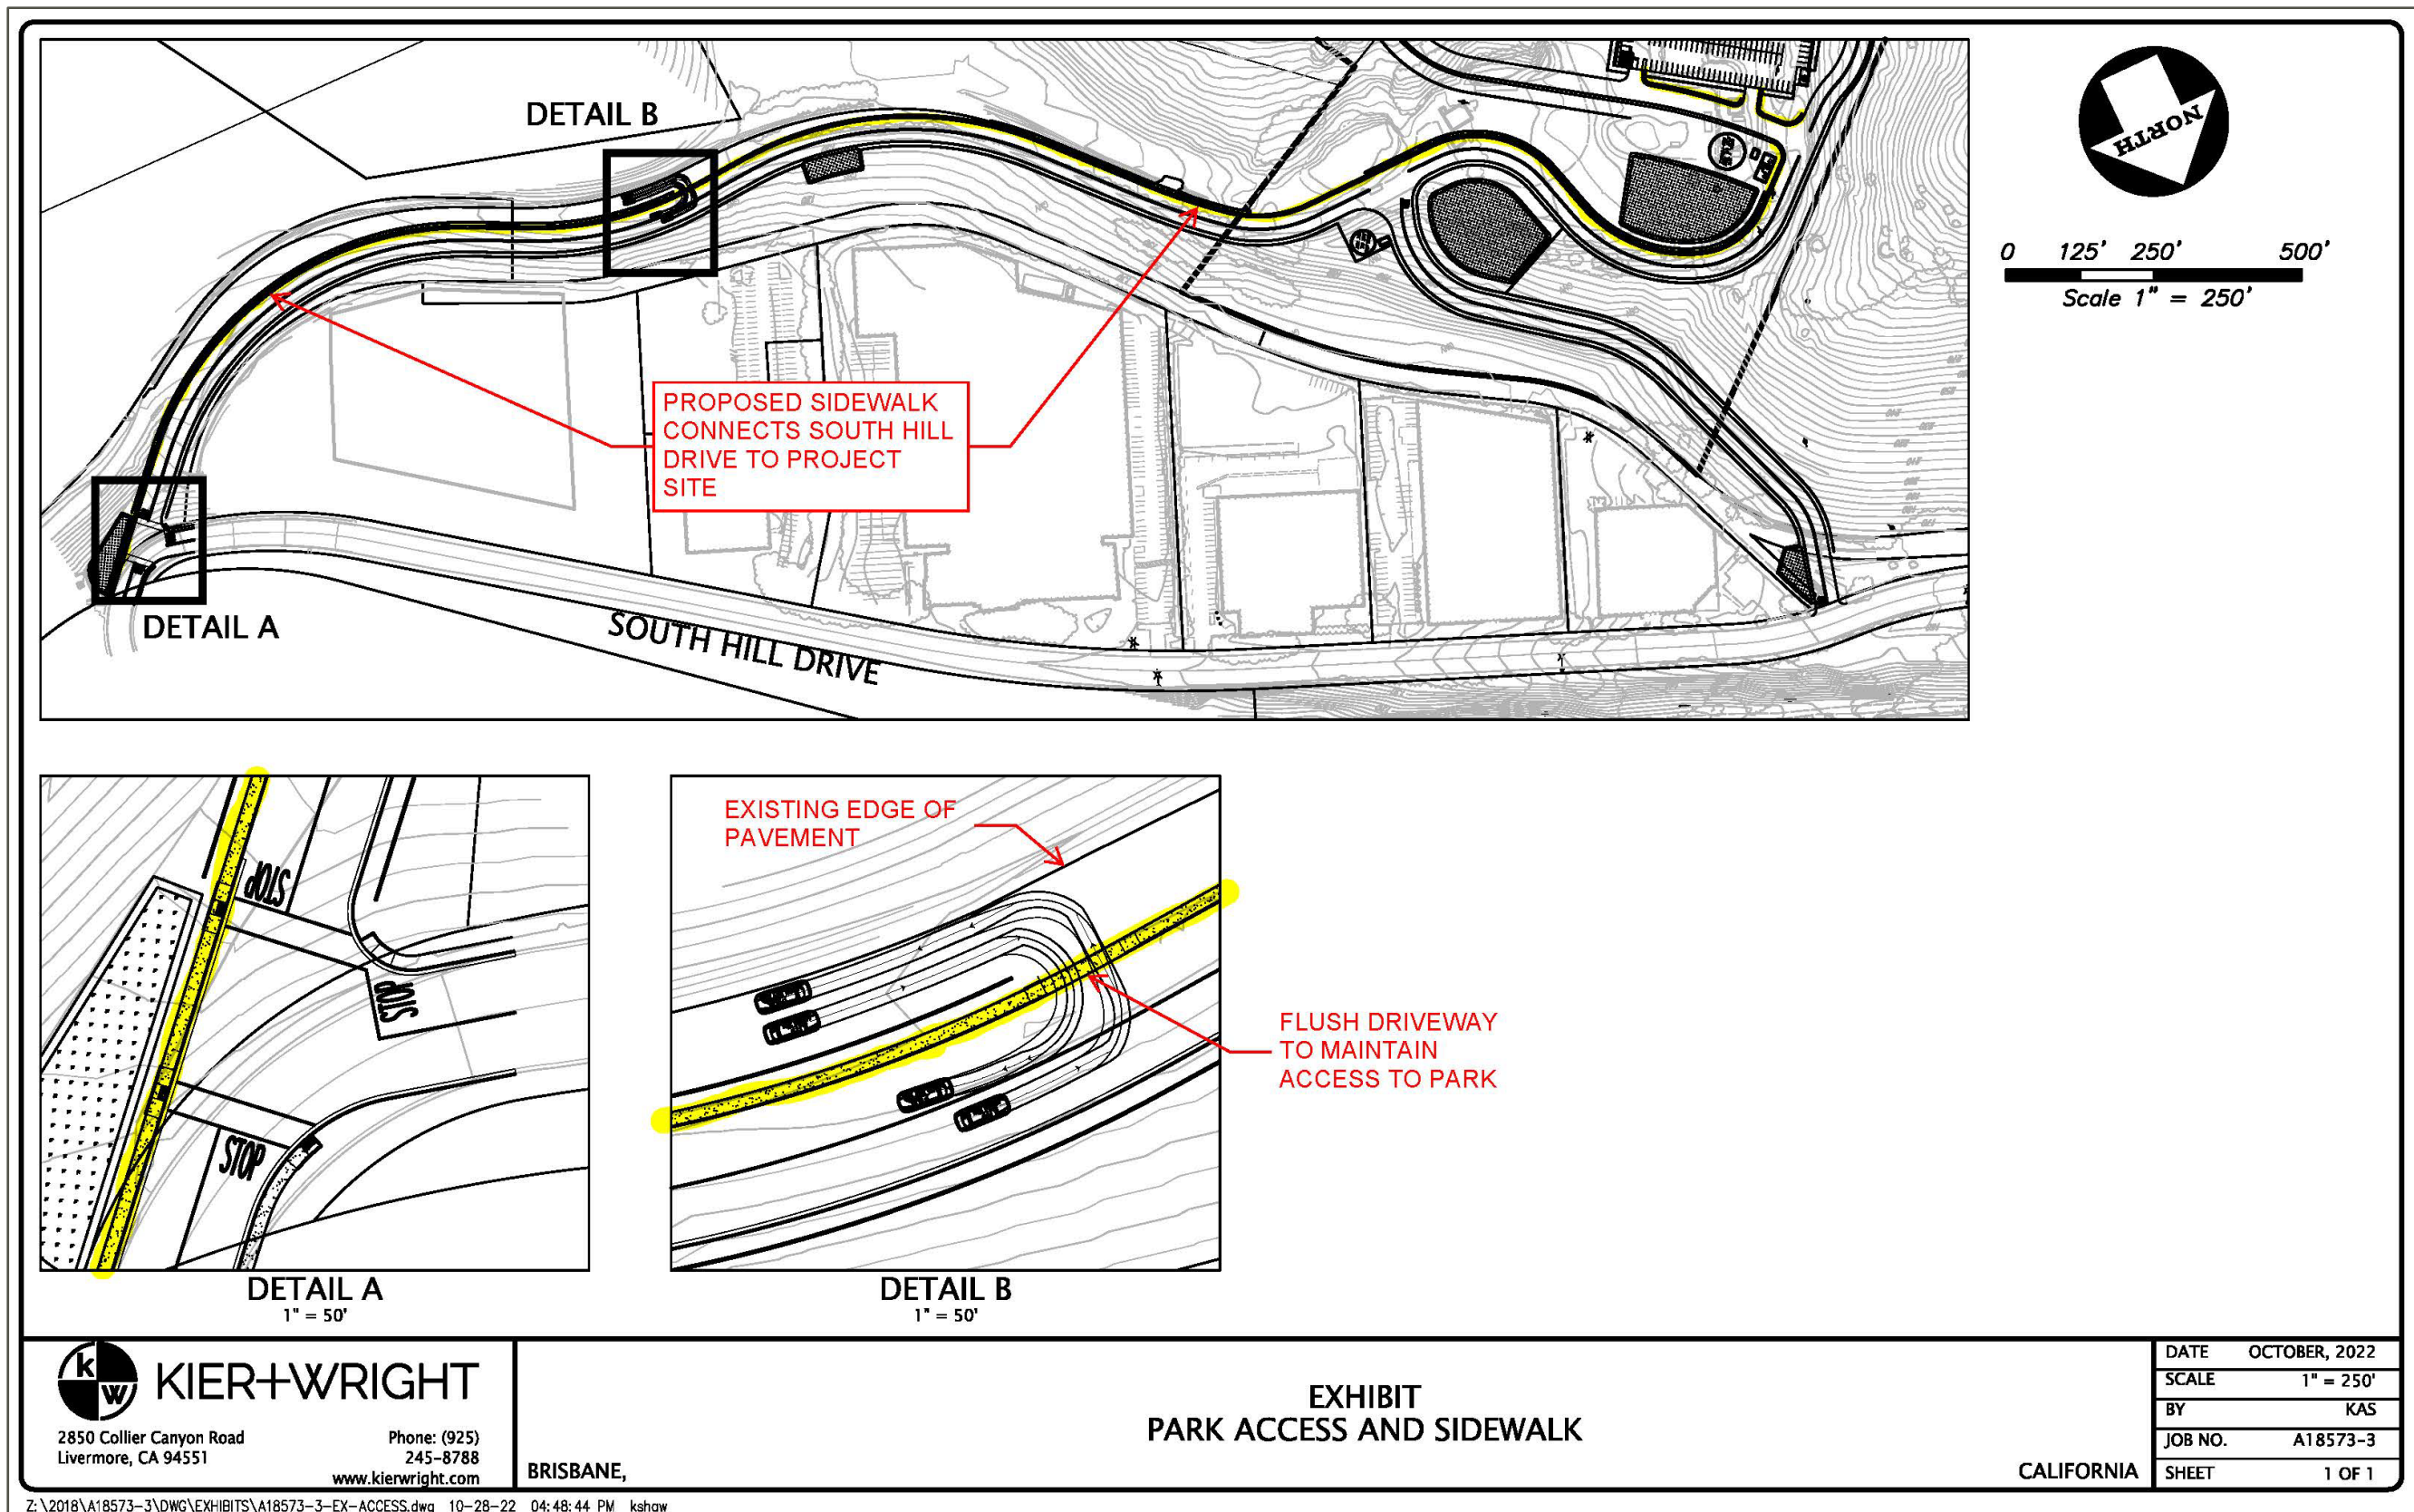 DETAIL B
NORTH
0 125' 250' 500'
Scale 1" = 250'
PROPOSED SIDEWALK
CONNECTS SOUTH HILL
DRIVE TO PROJECT
SITE
DETAIL A
SOUTH HILL DRIVE
STOP
STOP
STOP
DETAIL A
1" = 50'
EXISTING EDGE OF
PAVEMENT
FLUSH DRIVEWAY
TO MAINTAIN
ACCESS TO PARK
DETAIL B
1" = 50'
kw KIER+WRIGHT
2850 Collier Canyon Road
Livermore, CA 94551
Phone: (925)
245-8788
www.kierwright.com
BRISBANE,
EXHIBIT
PARK ACCESS AND SIDEWALK
CALIFORNIA
DATE OCTOBER, 2022
SCALE 1" = 250'
BY KAS
JOB NO. A18573-3
SHEET 1 OF 1
Z:\2018\A18573-3\DWG\EXHIBITS\A18573-3-EX-ACCESS.dwg 10-28-22 04:48:44 PM kshaw